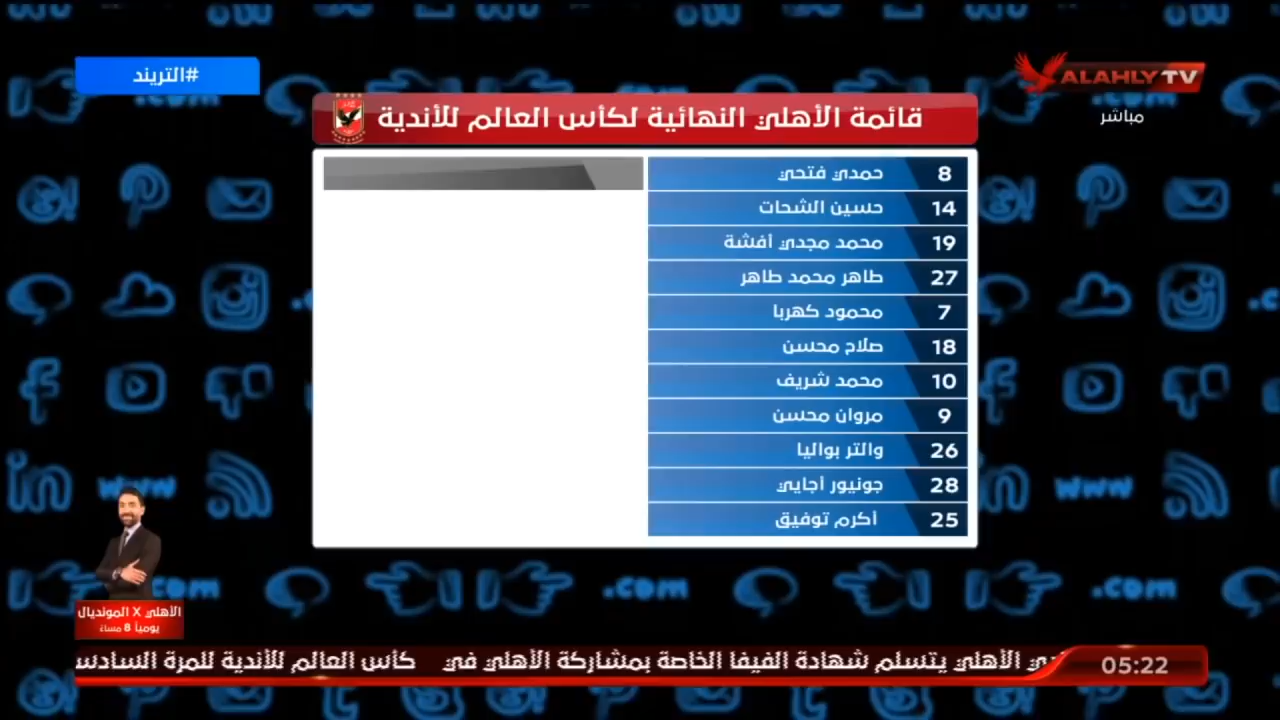 #التريند
ALAHLY TV
مباشر
قائمة الأهلي النهائية لكأس العالم للأندية
8 حمدي فتحي
14 حسين الشحات
19 محمد مجدي أفشة
27 طاهر محمد طاهر
7 محمود كهربا
18 صلاح محسن
10 محمد شريف
9 مروان محسن
26 والتر بواليا
28 جونيور أجايي
25 أكرم توفيق
الأهلي X المونديال
يومياً 8 مساءً
الأهلي يتسلم شهادة الفيفا الخاصة بمشاركة الأهلي في كأس العالم للأندية للمرة
05:22